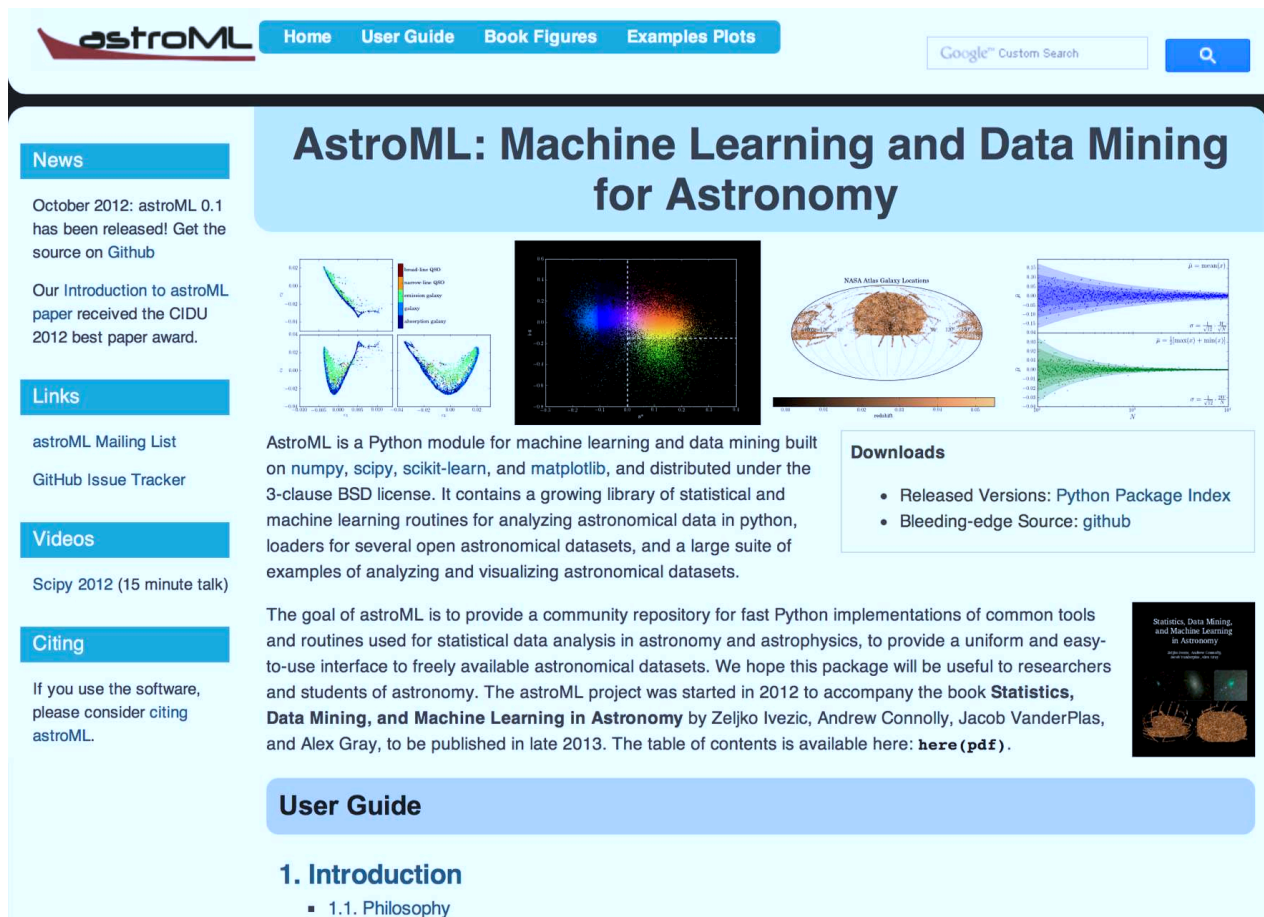 astroML
Home User Guide Book Figures Examples Plots
Google™ Custom Search
AstroML: Machine Learning and Data Mining
for Astronomy
News
October 2012: astroML 0.1
has been released! Get the
source on Github
Our Introduction to astroML
paper received the CIDU
2012 best paper award.
Links
astroML Mailing List
GitHub Issue Tracker
Videos
Scipy 2012 (15 minute talk)
Citing
If you use the software,
please consider citing
astroML.
broad-line QSO
narrow-line QSO
emission galaxy
galaxy
absorption galaxy
NASA Atlas Galaxy Locations
redshift
AstroML is a Python module for machine learning and data mining built
on numpy, scipy, scikit-learn, and matplotlib, and distributed under the
3-clause BSD license. It contains a growing library of statistical and
machine learning routines for analyzing astronomical data in python,
loaders for several open astronomical datasets, and a large suite of
examples of analyzing and visualizing astronomical datasets.
Downloads
• Released Versions: Python Package Index
• Bleeding-edge Source: github
The goal of astroML is to provide a community repository for fast Python implementations of common tools
and routines used for statistical data analysis in astronomy and astrophysics, to provide a uniform and easy-
to-use interface to freely available astronomical datasets. We hope this package will be useful to researchers
and students of astronomy. The astroML project was started in 2012 to accompany the book Statistics,
Data Mining, and Machine Learning in Astronomy by Zeljko Ivezic, Andrew Connolly, Jacob VanderPlas,
and Alex Gray, to be published in late 2013. The table of contents is available here: here(pdf).
Statistics, Data Mining,
and Machine Learning
in Astronomy
User Guide
1. Introduction
▪ 1.1. Philosophy